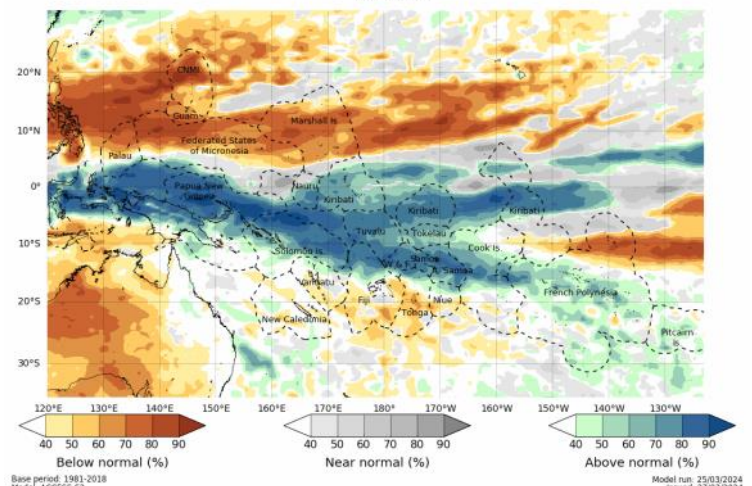 20°N
10°N
0°
10°S
20°S
30°S
CNMI
Guam
Marshall Is.
Federated States
of Micronesia
Palau
Papua New
Guinea
Nauru
Kiribati
Kiribati
Kiribati
Tuvalu
Tokelau
Solomon Is.
Cook Is.
Samoa
A. Samoa
Vanuatu
Fiji
Niue
Tonga
French Polynesia
New Caledonia
Pitcairn
Is
120°E 130°E 140°E 150°E 160°E 170°E 180° 170°W 160°W 150°W 140°W 130°W
40 50 60 70 80 90
Below normal (%)
40 50 60 70 80 90
Near normal (%)
40 50 60 70 80 90
Above normal (%)
Base period: 1981-2018
Model run: 25/03/2024